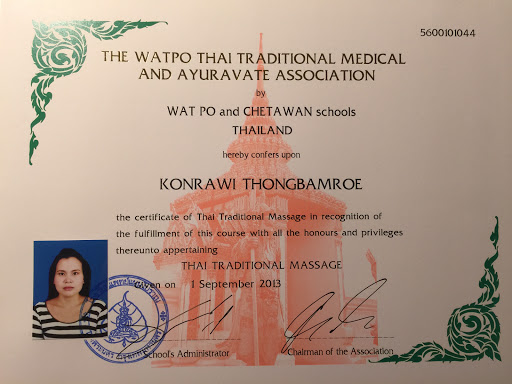 5600101044
THE WATPO THAI TRADITIONAL MEDICAL
AND AYURAVATE ASSOCIATION
by
WAT PO and CHETAWAN schools
THAILAND
hereby confers upon
KONRAWI THONGBAMROE
the certificate of Thai Traditional Massage in recognition of
the fulfillment of this course with all the honours and privileges
thereunto appertaining
THAI TRADITIONAL MASSAGE
Given on 1 September 2013
School's Administrator
Chairman of the Association